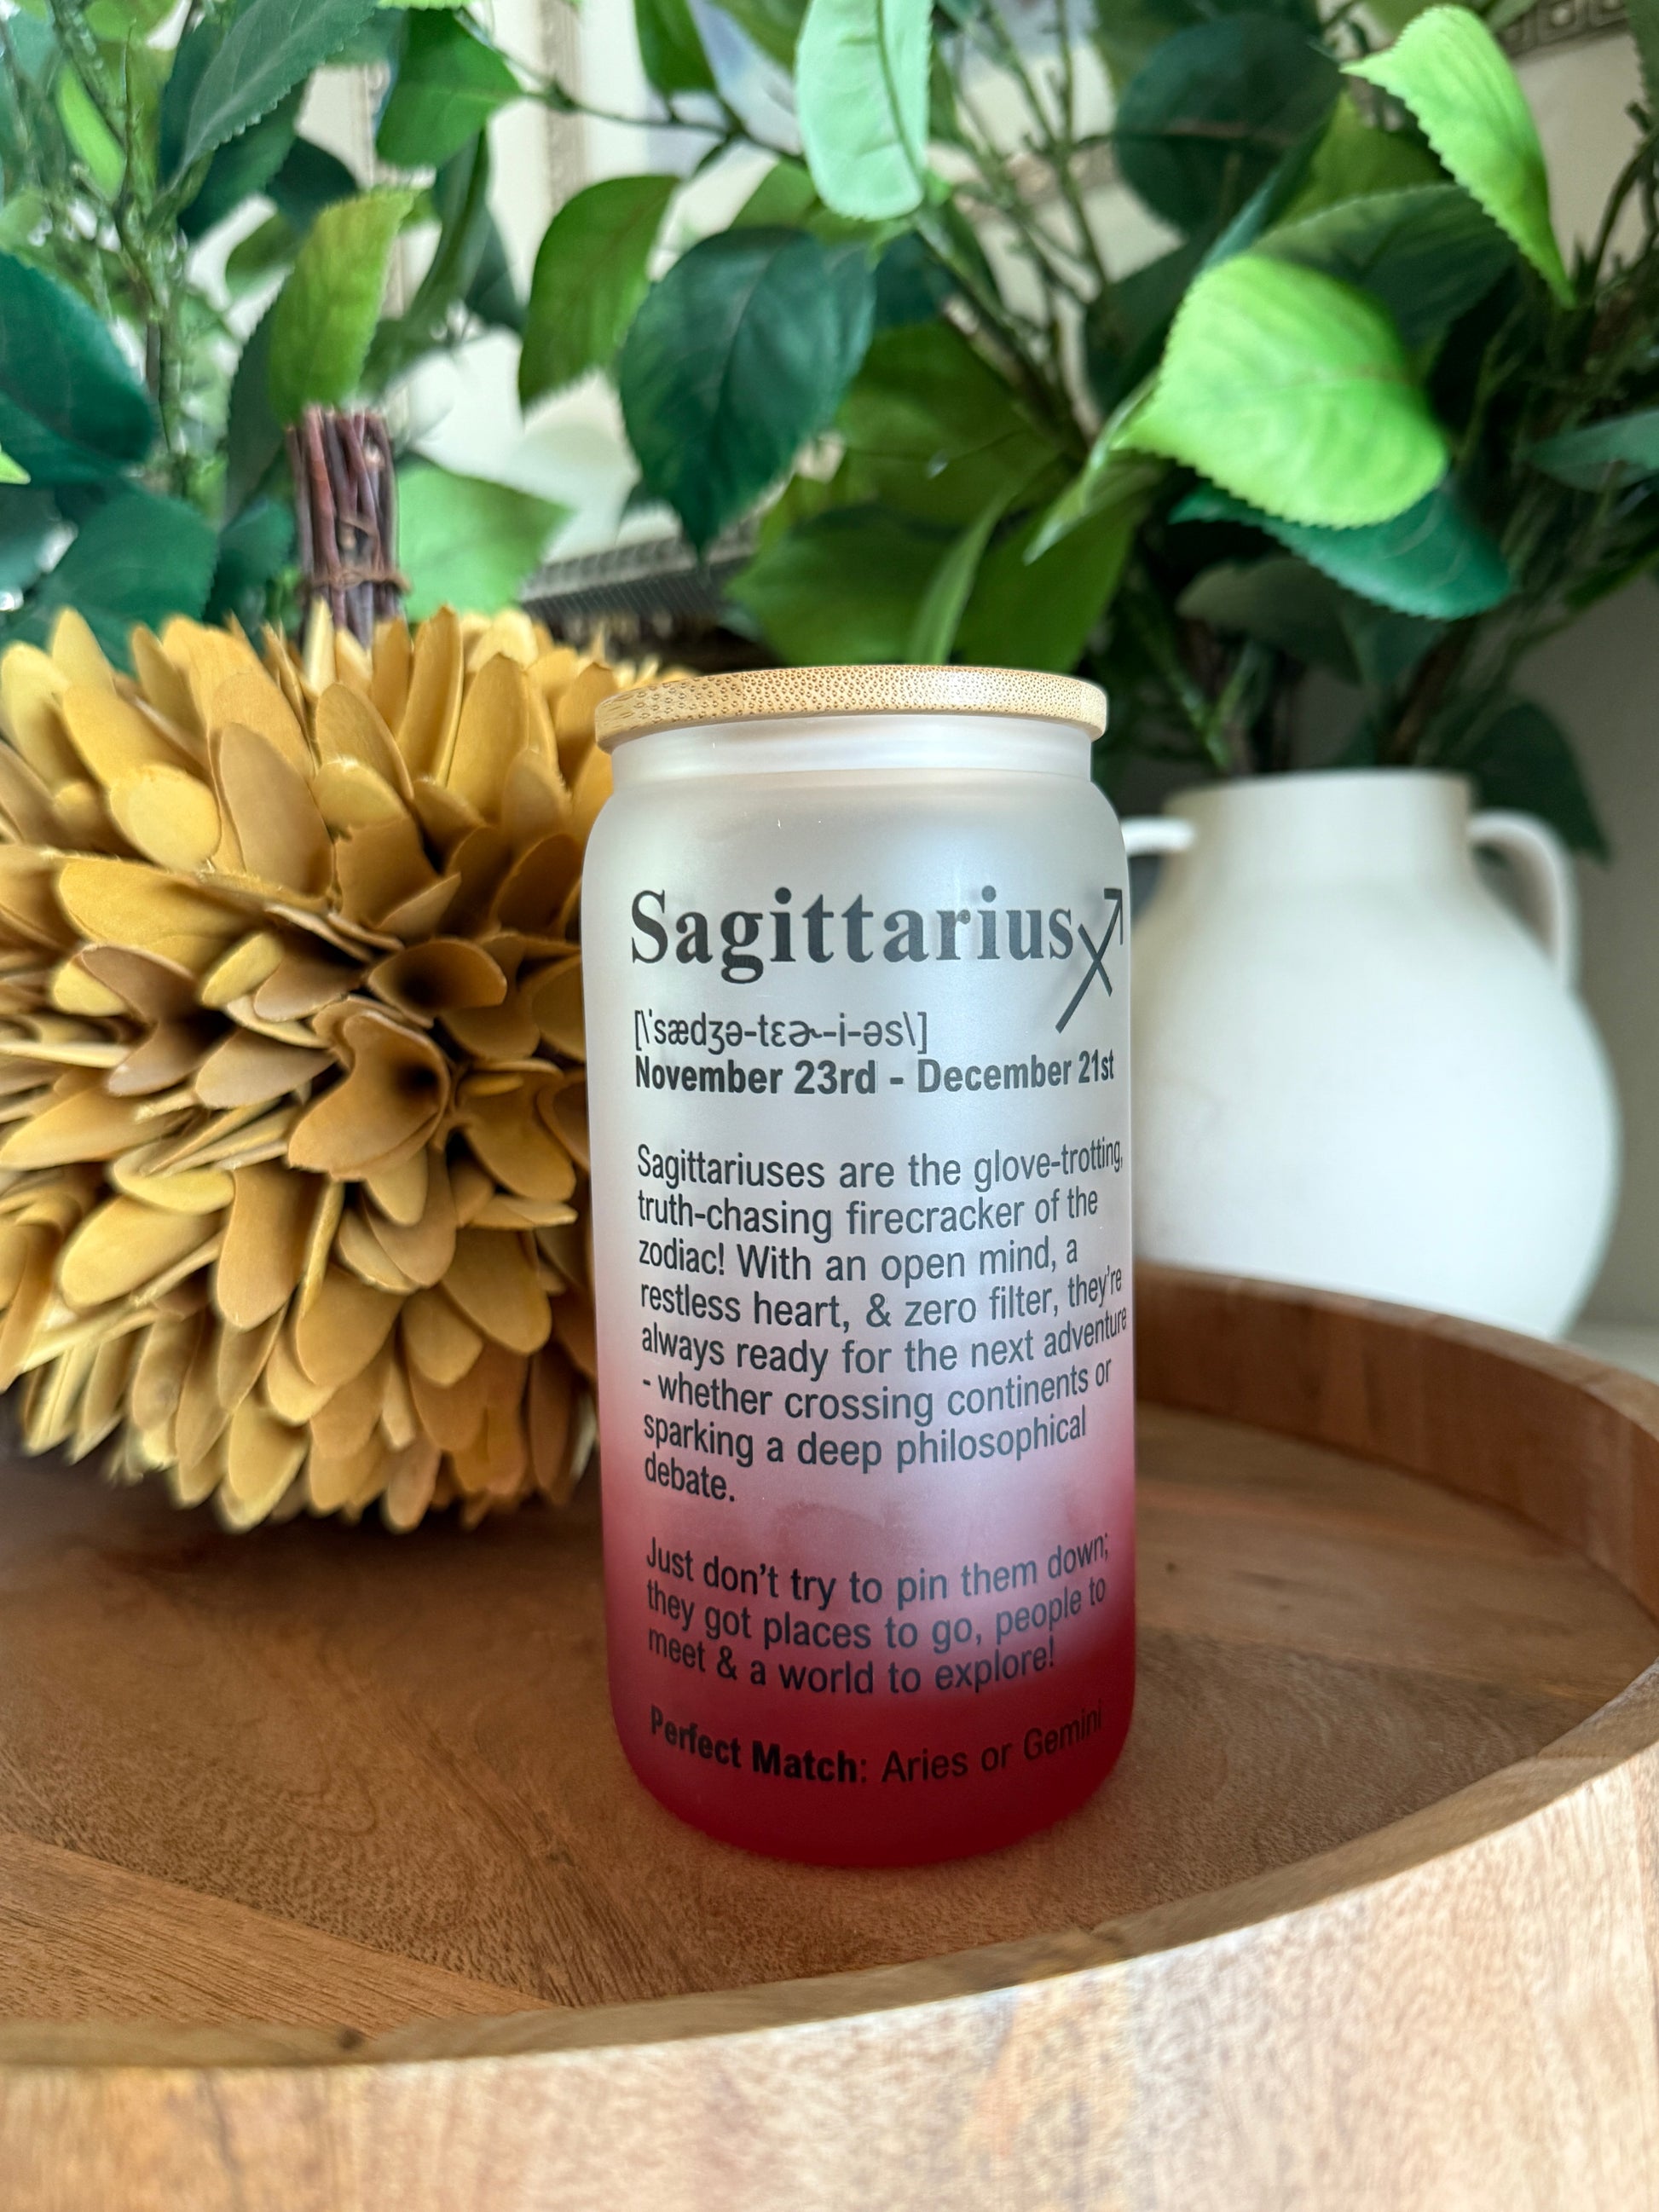 Sagittarius♐
[\ˈsædʒə-tɛɚ-i-əs\]
November 23rd - December 21st
Sagittariuses are the glove-trotting,
truth-chasing firecracker of the
zodiac! With an open mind, a
restless heart, & zero filter, they're
always ready for the next adventure
- whether crossing continents or
sparking a deep philosophical
debate.
Just don't try to pin them down;
they got places to go, people to
meet & a world to explore!
Perfect Match: Aries or Gemini